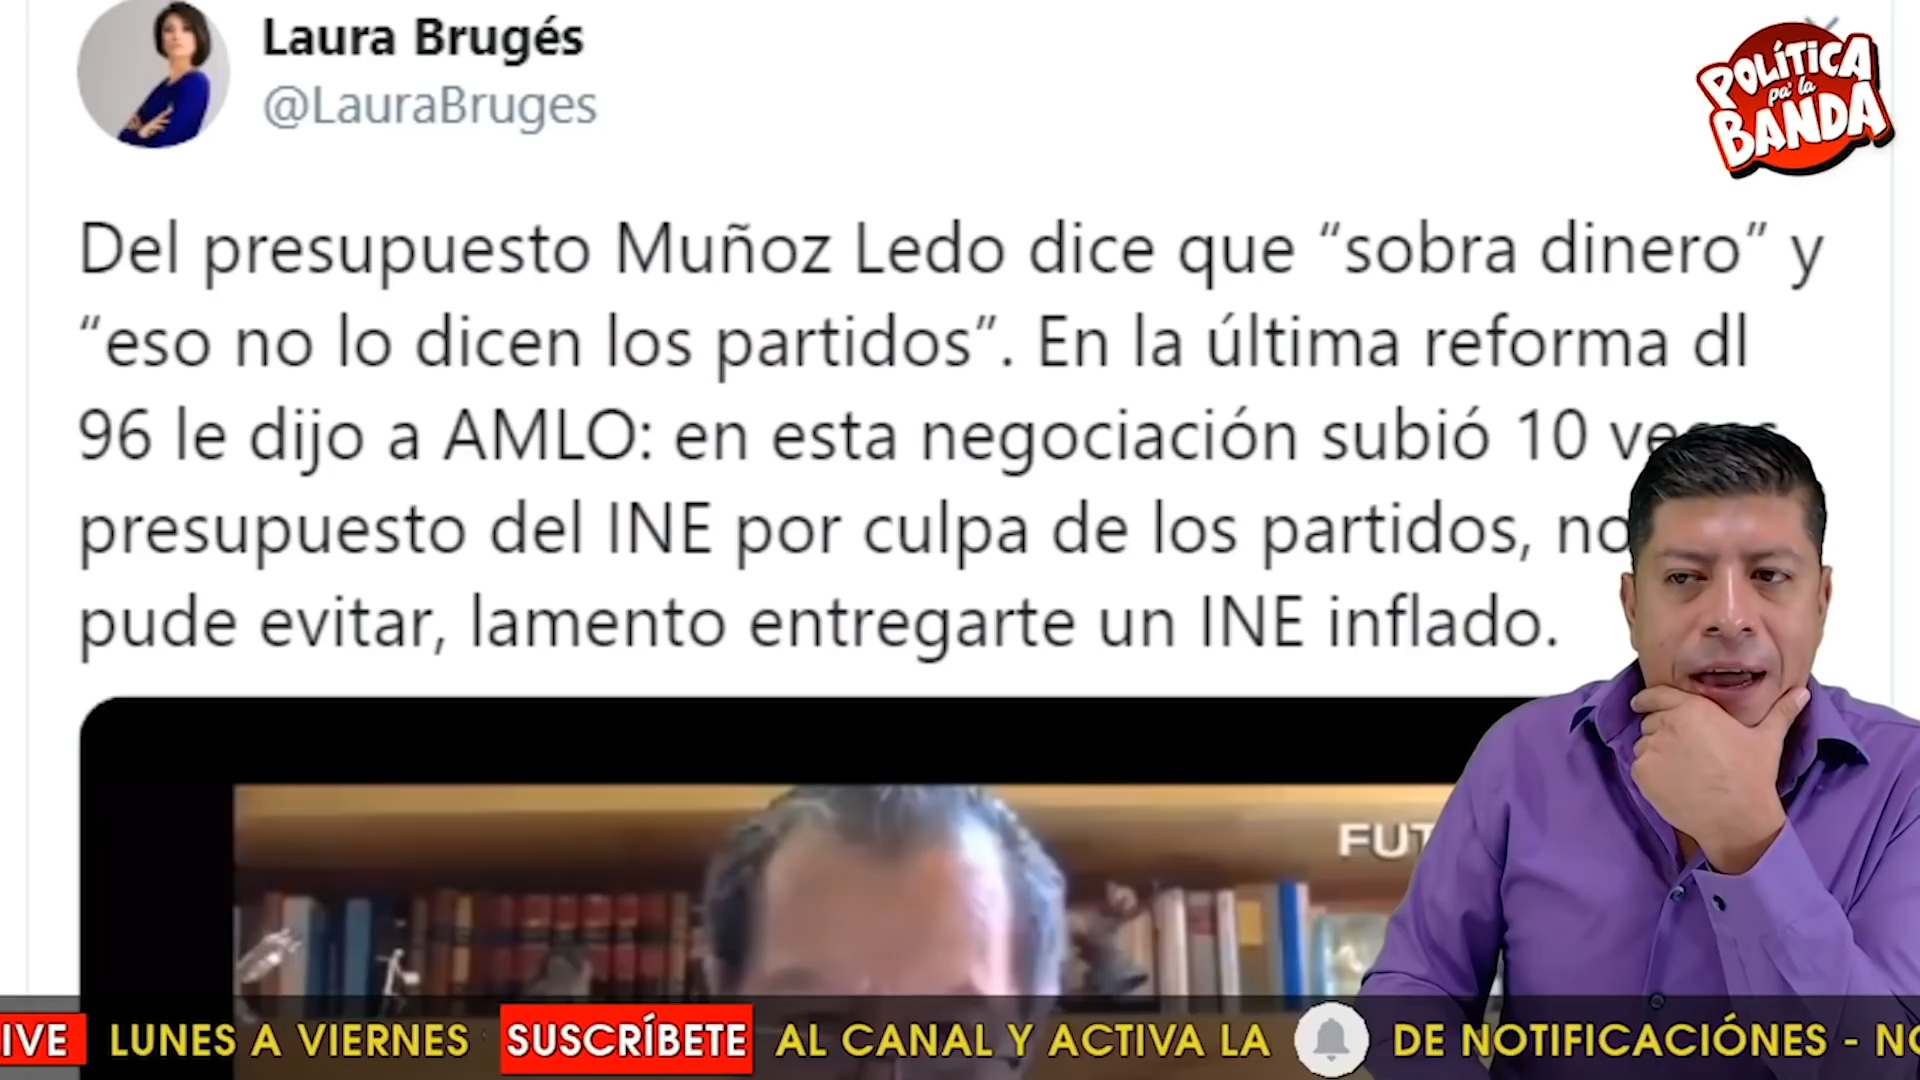 Laura Brugés
@LauraBruges
POLÍTICA
pa' la
BANDA
Del presupuesto Muñoz Ledo dice que “sobra dinero” y
“eso no lo dicen los partidos”. En la última reforma dl
96 le dijo a AMLO: en esta negociación subió 10
presupuesto del INE por culpa de los partidos, no
pude evitar, lamento entregarte un INE inflado.
FUT
IVE LUNES A VIERNES SUSCRÍBETE AL CANAL Y ACTIVA LA DE NOTIFICACIÓNES - NO